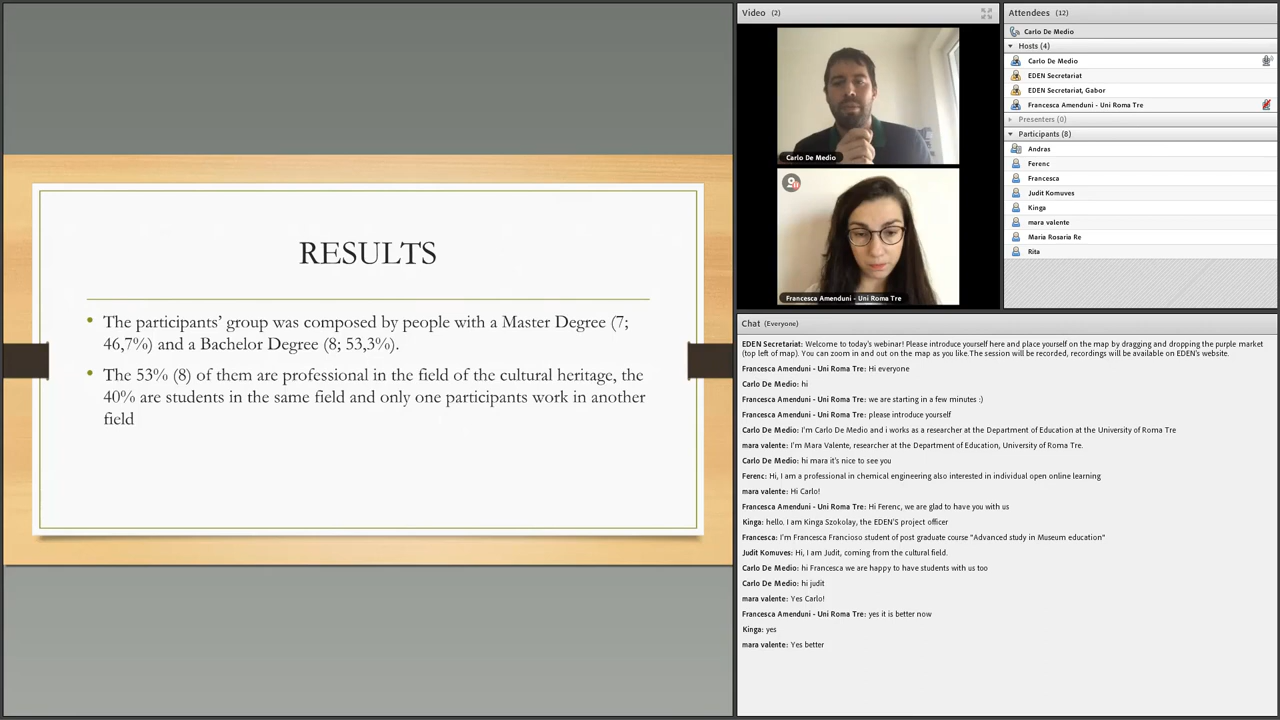 RESULTS
• The participants’ group was composed by people with a Master Degree (7;
46,7%) and a Bachelor Degree (8; 53,3%).
• The 53% (8) of them are professional in the field of the cultural heritage, the
40% are students in the same field and only one participants work in another
field
Video (2)
Carlo De Medio
Francesca Amenduni - Uni Roma Tre
Attendees (12)
Carlo De Medio
Hosts (4)
Carlo De Medio
EDEN Secretariat
EDEN Secretariat, Gabor
Francesca Amenduni - Uni Roma Tre
Presenters (0)
Participants (8)
Andras
Ferenc
Francesca
Judit Komuves
Kinga
mara valente
Maria Rosaria Re
Rita
Chat (Everyone)
EDEN Secretariat: Welcome to today's webinar! Please introduce yourself here and place yourself on the map by dragging and dropping the purple market
(top left of map). You can zoom in and out on the map as you like.The session will be recorded, recordings will be available on EDEN's website.
Francesca Amenduni - Uni Roma Tre: Hi everyone
Carlo De Medio: hi
Francesca Amenduni - Uni Roma Tre: we are starting in a few minutes :)
Francesca Amenduni - Uni Roma Tre: please introduce yourself
Carlo De Medio: I'm Carlo De Medio and i works as a researcher at the Department of Education at the University of Roma Tre
mara valente: I'm Mara Valente, researcher at the Department of Education, University of Roma Tre.
Carlo De Medio: hi mara it's nice to see you
Ferenc: Hi, I am a professional in chemical engineering also interested in individual open online learning
mara valente: Hi Carlo!
Francesca Amenduni - Uni Roma Tre: Hi Ferenc, we are glad to have you with us
Kinga: hello. I am Kinga Szokolay, the EDEN'S project officer
Francesca: I'm Francesca Francioso student of post graduate course "Advanced study in Museum education"
Judit Komuves: Hi, I am Judit, coming from the cultural field.
Carlo De Medio: hi Francesca we are happy to have students with us too
Carlo De Medio: hi judit
mara valente: Yes Carlo!
Francesca Amenduni - Uni Roma Tre: yes it is better now
Kinga: yes
mara valente: Yes better